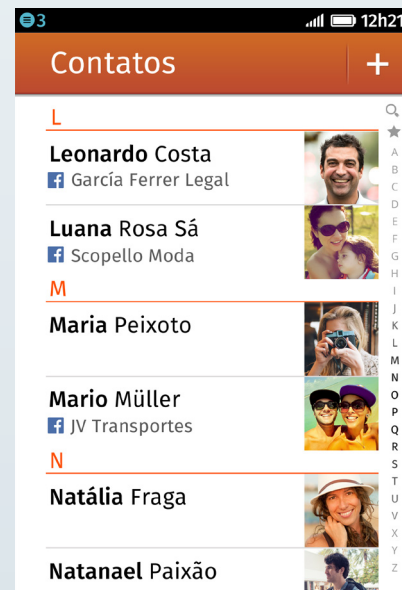 3 12h21
Contatos +
L
Leonardo Costa
García Ferrer Legal
Luana Rosa Sá
Scopello Moda
M
Maria Peixoto
Mario Müller
JV Transportes
N
Natália Fraga
Natanael Paixão
A
B
C
D
E
F
G
H
I
J
K
L
M
N
O
P
Q
R
S
T
U
V
X
Y
Z